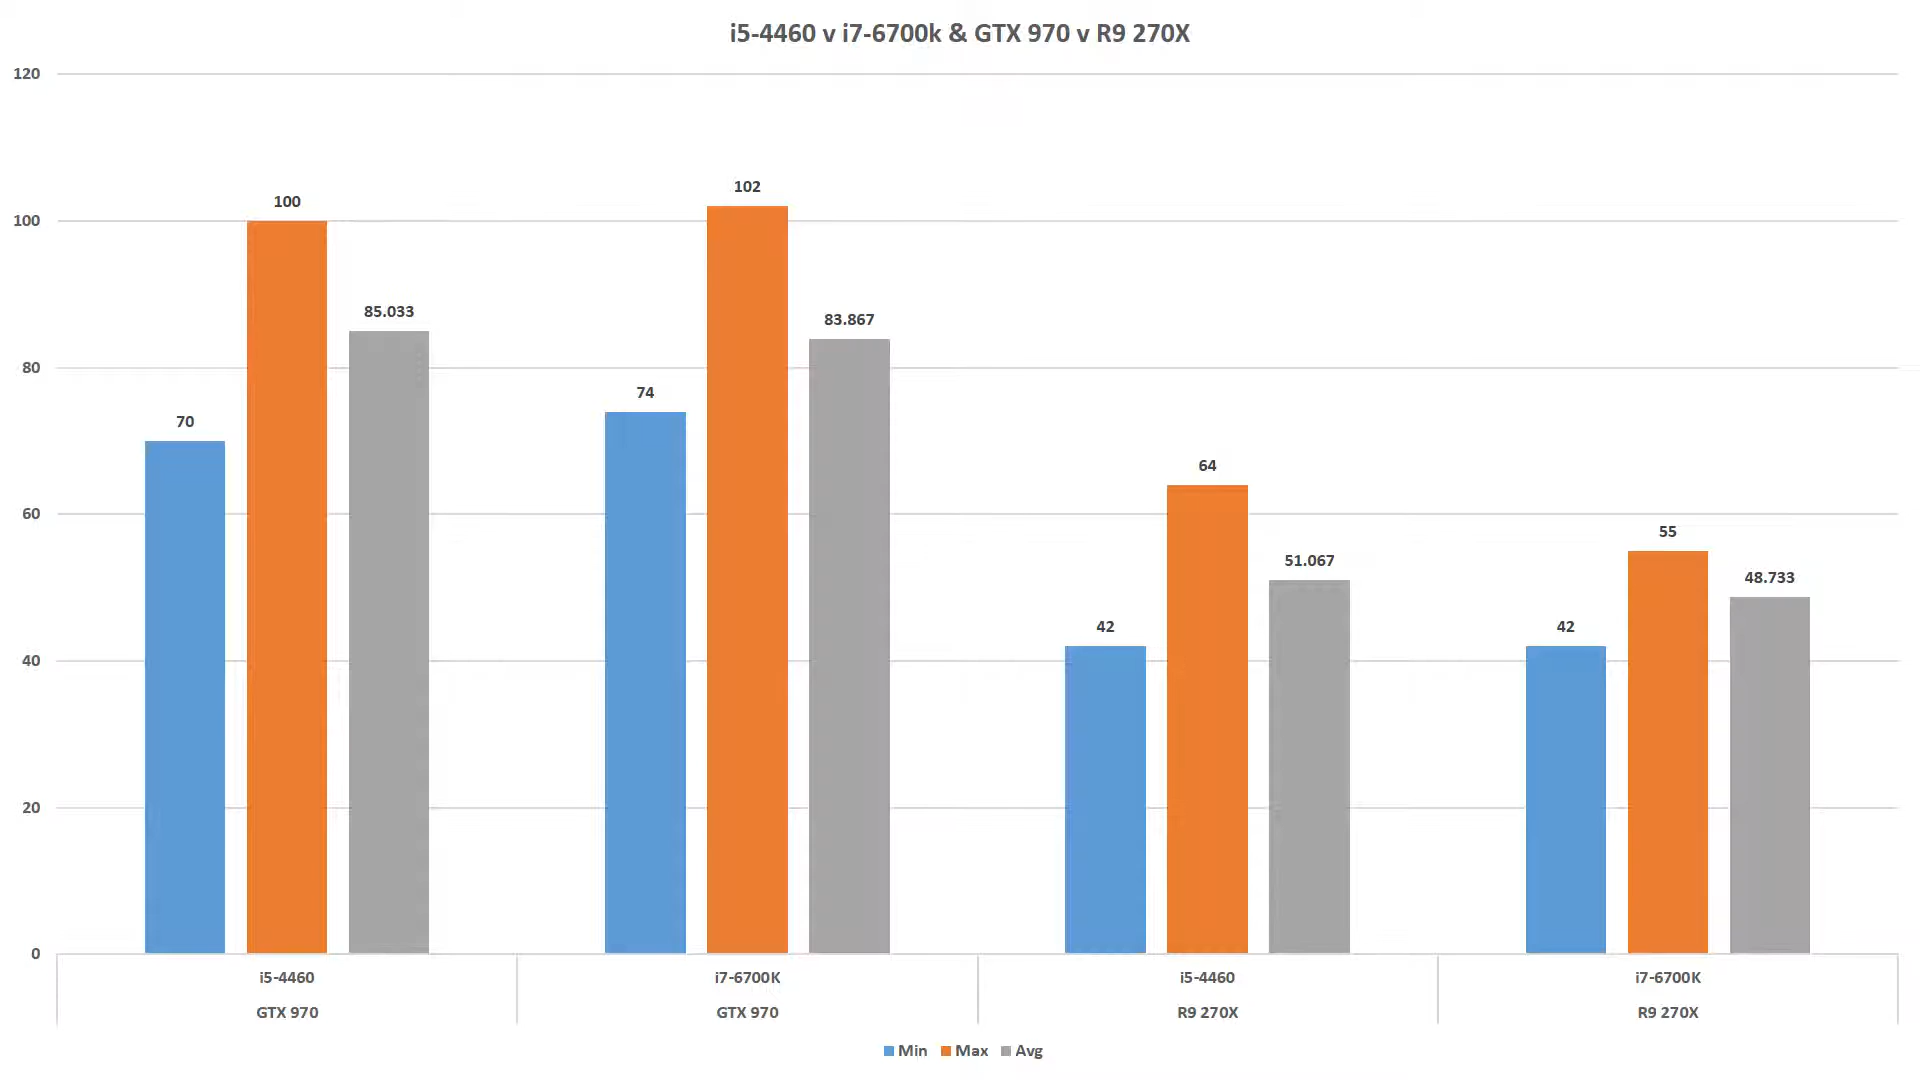 i5-4460 v i7-6700k & GTX 970 v R9 270X
120
100
80
60
40
20
0
70
100
85.033
74
102
83.867
42
64
51.067
42
55
48.733
i5-4460
GTX 970
i7-6700K
GTX 970
i5-4460
R9 270X
i7-6700K
R9 270X
Min Max Avg